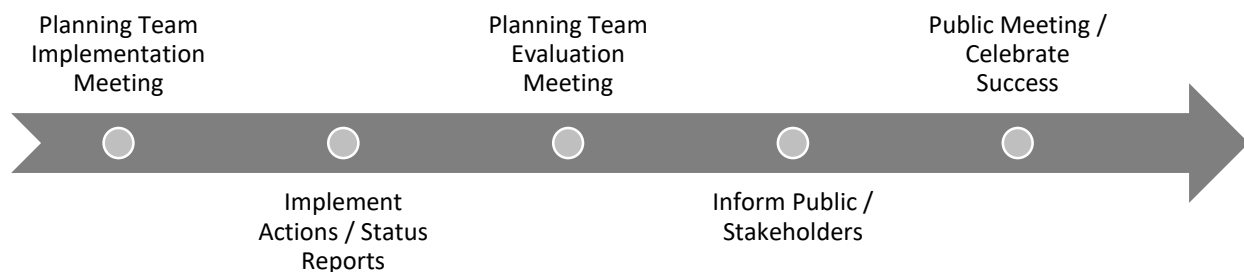 Planning Team
Implementation
Meeting
Implement
Actions / Status
Reports
Planning Team
Evaluation
Meeting
Inform Public /
Stakeholders
Public Meeting /
Celebrate
Success